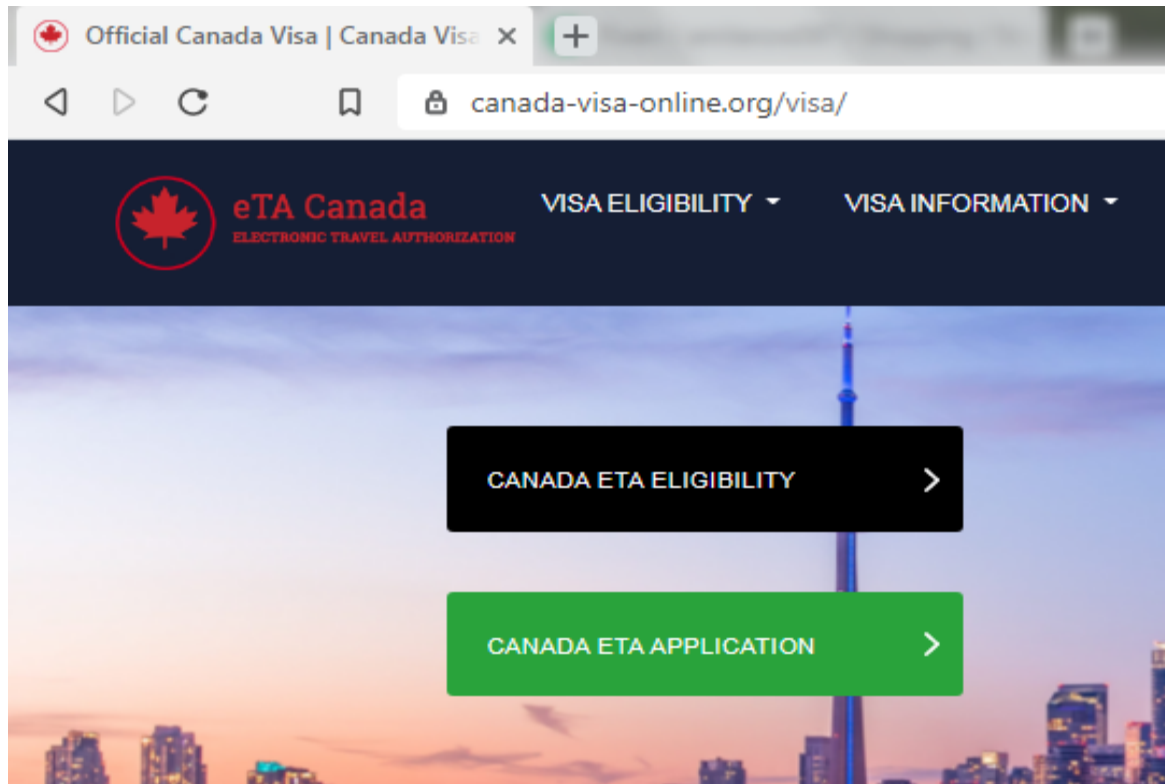 Official Canada Visa | Canada Visa
canada-visa-online.org/visa/
eTA Canada
ELECTRONIC TRAVEL AUTHORIZATION
VISA ELIGIBILITY
VISA INFORMATION
CANADA ETA ELIGIBILITY
CANADA ETA APPLICATION